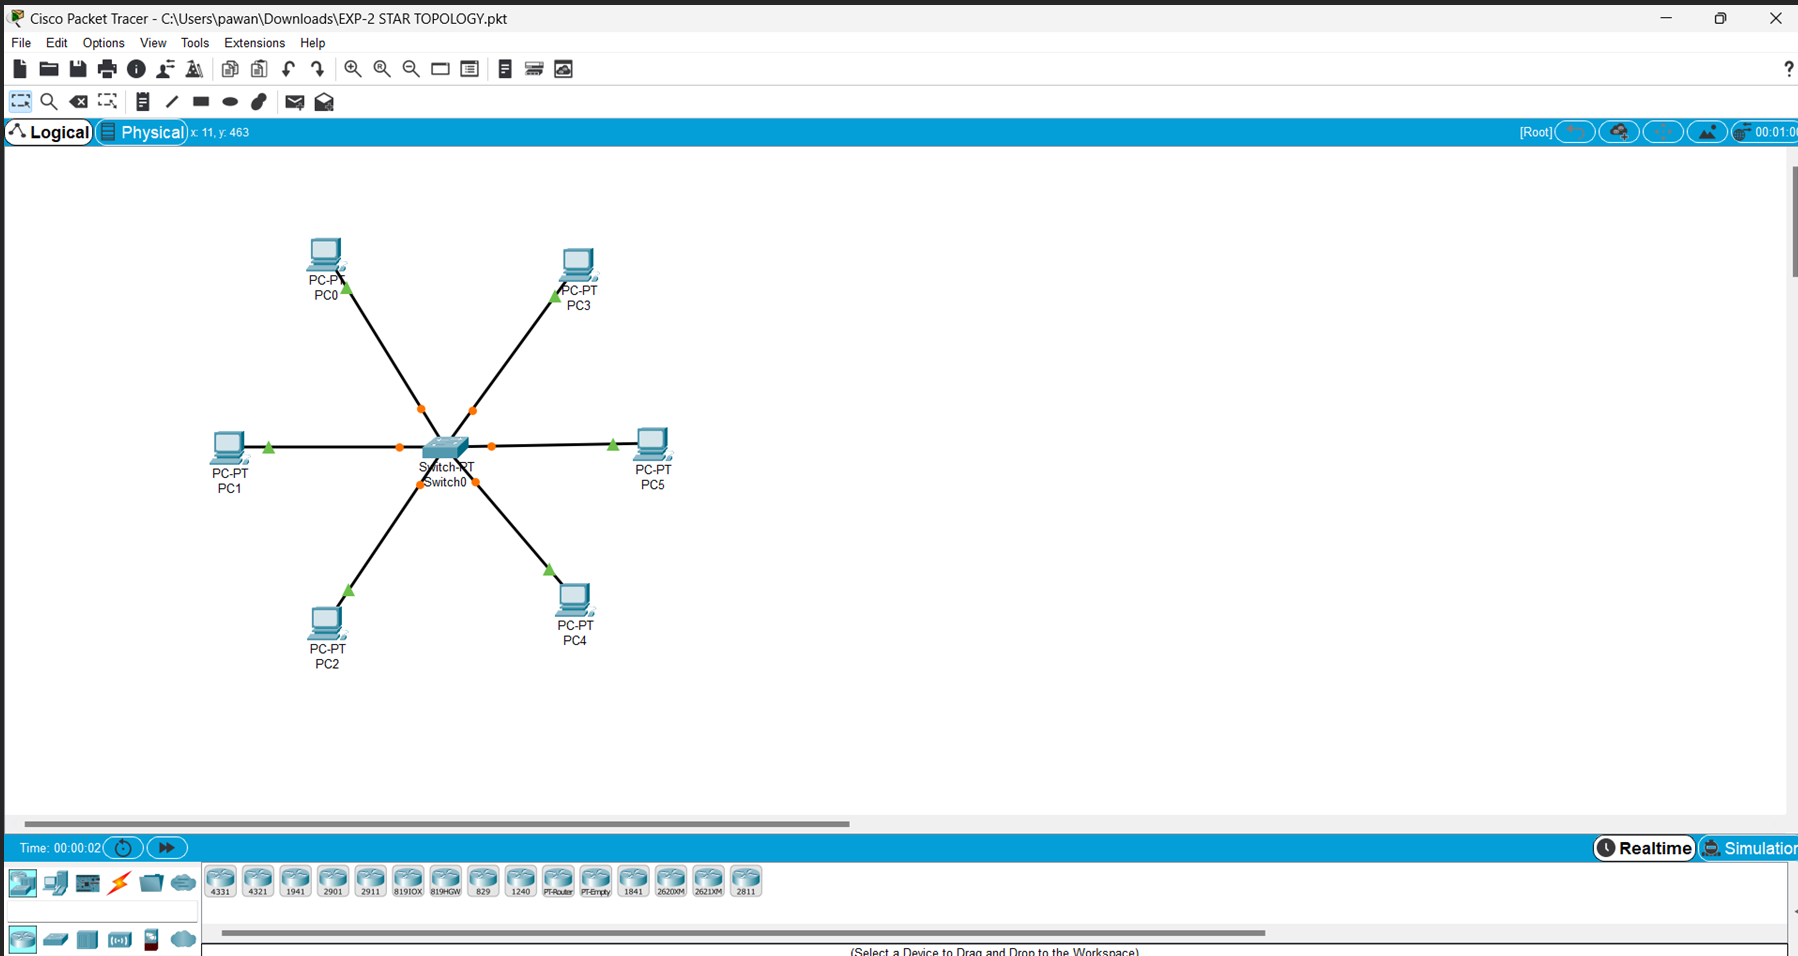 Cisco Packet Tracer - C:\Users\pawan\Downloads\EXP-2 STAR TOPOLOGY.pkt
File Edit Options View Tools Extensions Help
?
Logical Physical x: 11, y: 463 [Root] 00:01:00
PC-PT
PC0
PC-PT
PC3
PC-PT
PC1
Switch-PT
Switch0
PC-PT
PC5
PC-PT
PC4
PC-PT
PC2
Time: 00:00:02 Realtime Simulation
4331 4321 1941 2901 2911 819IOX 819HGW 829 1240 PT-Router PT-Empty 1841 2620XM 2621XM 2811
(Select a Device to Drag and Drop to the Workspace)